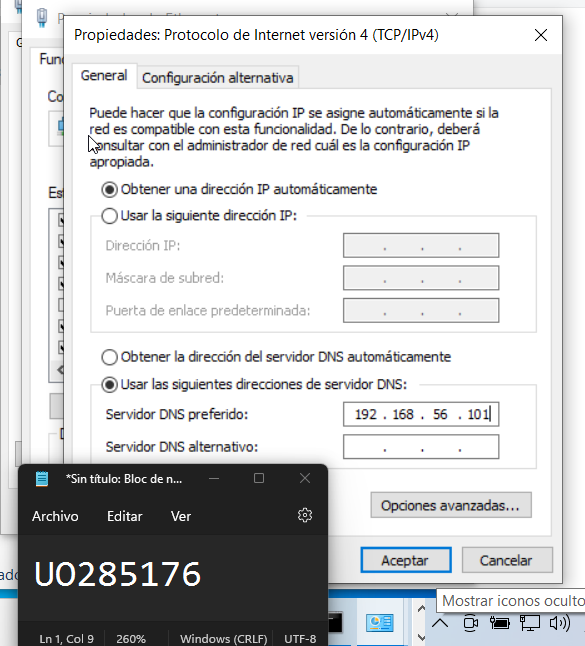 Propiedades: Protocolo de Internet versión 4 (TCP/IPv4)
General
Configuración alternativa
Puede hacer que la configuración IP se asigne automáticamente si la
red es compatible con esta funcionalidad. De lo contrario, deberá
consultar con el administrador de red cuál es la configuración IP
apropiada.
Obtener una dirección IP automáticamente
Usar la siguiente dirección IP:
Dirección IP:
Máscara de subred:
Puerta de enlace predeterminada:
Obtener la dirección del servidor DNS automáticamente
Usar las siguientes direcciones de servidor DNS:
Servidor DNS preferido: 192 . 168 . 56 . 101
Servidor DNS alternativo:
Opciones avanzadas...
Aceptar Cancelar
*Sin título: Bloc de n...
Archivo Editar Ver
UO285176
Ln 1, Col 9 260% Windows (CRLF) UTF-8
Mostrar iconos oculto